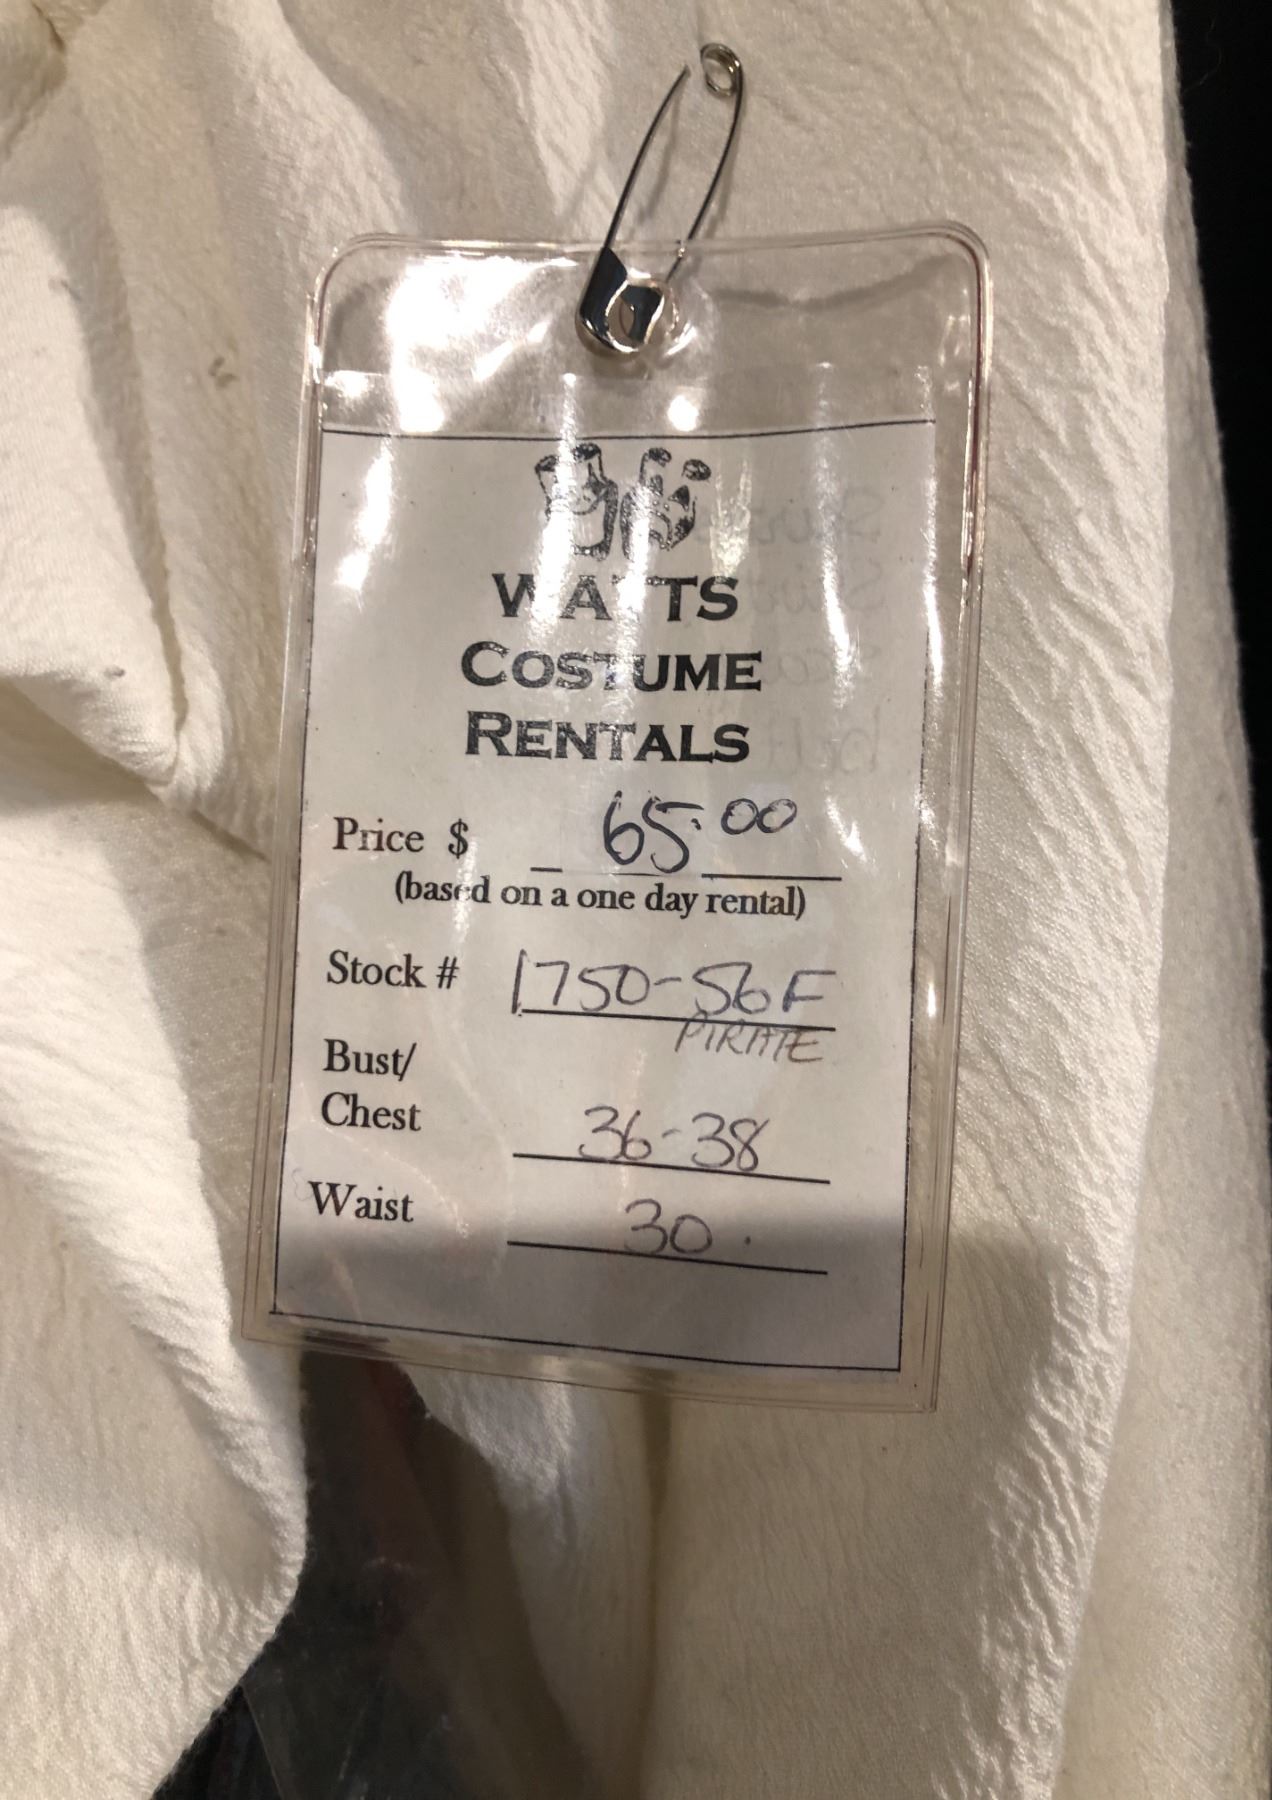 WATTS
COSTUME
RENTALS
Price $ 65.00
(based on a one day rental)
Stock # 1750-56F
PIRATE
Bust/
Chest 36-38
Waist 30.